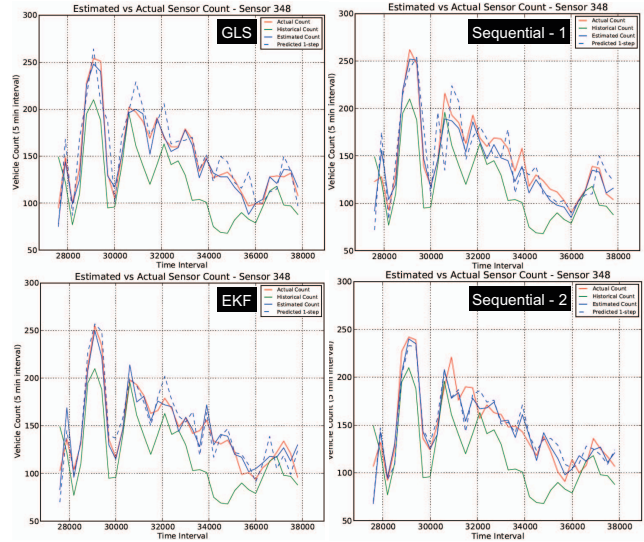 Estimated vs Actual Sensor Count - Sensor 348
GLS
Actual Count
Historical Count
Estimated Count
Predicted 1-step
Vehicle Count (5 min interval)
300
250
200
150
100
50
28000 30000 32000 34000 36000 38000
Time Interval
Estimated vs Actual Sensor Count - Sensor 348
Sequential - 1
Actual Count
Historical Count
Estimated Count
Predicted 1-step
Vehicle Count (5 min interval)
300
250
200
150
100
50
28000 30000 32000 34000 36000 38000
Time Interval
Estimated vs Actual Sensor Count - Sensor 348
EKF
Actual Count
Historical Count
Estimated Count
Predicted 1-step
Vehicle Count (5 min interval)
300
250
200
150
100
50
28000 30000 32000 34000 36000 38000
Time Interval
Estimated vs Actual Sensor Count - Sensor 348
Sequential - 2
Actual Count
Historical Count
Estimated Count
Predicted 1-step
Vehicle Count (5 min interval)
300
250
200
150
100
50
28000 30000 32000 34000 36000 38000
Time Interval